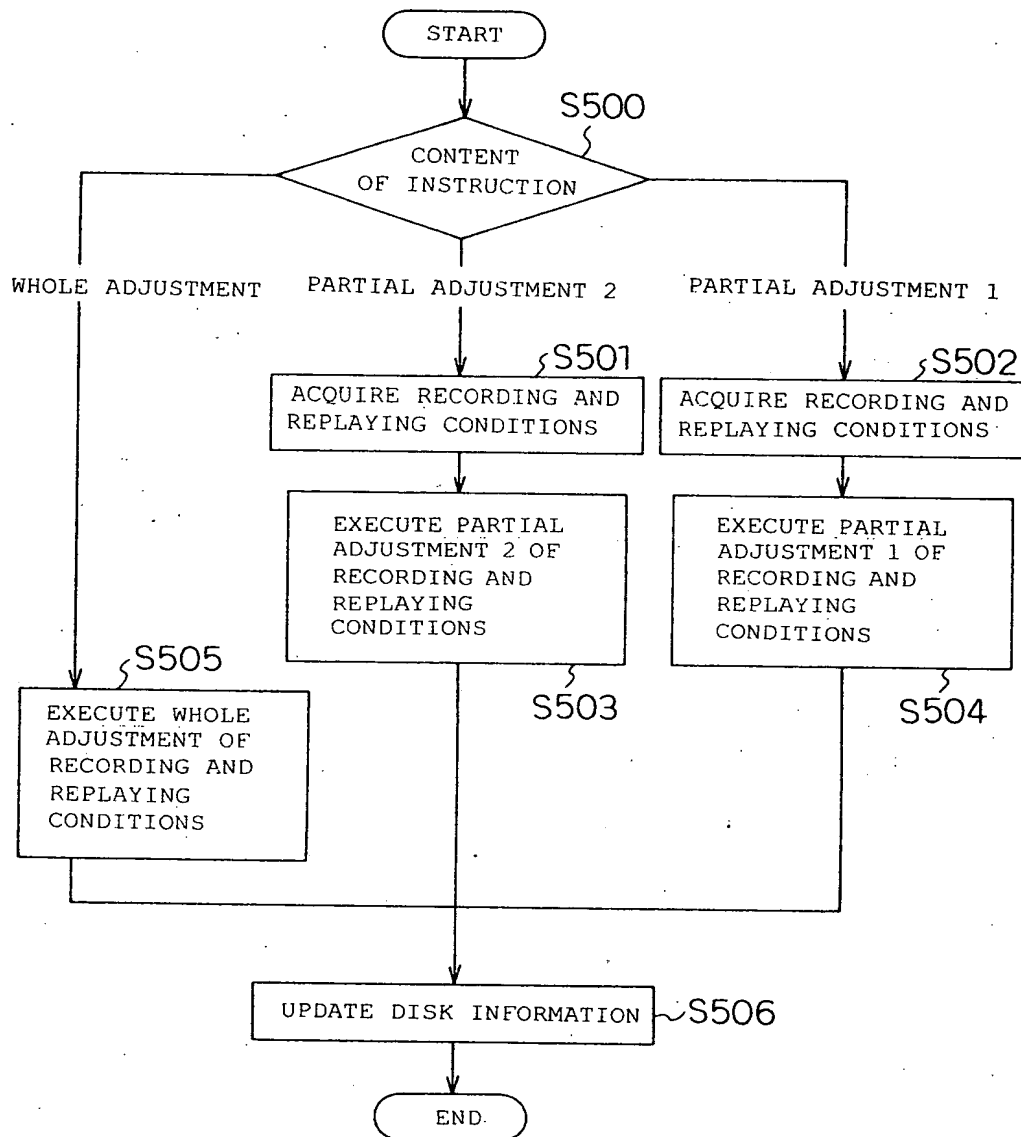 START
S500
CONTENT
OF INSTRUCTION
WHOLE ADJUSTMENT
PARTIAL ADJUSTMENT 2
PARTIAL ADJUSTMENT 1
S501
S502
ACQUIRE RECORDING AND
REPLAYING CONDITIONS
ACQUIRE RECORDING AND
REPLAYING CONDITIONS
EXECUTE PARTIAL
ADJUSTMENT 2 OF
RECORDING AND
REPLAYING
CONDITIONS
EXECUTE PARTIAL
ADJUSTMENT 1 OF
RECORDING AND
REPLAYING
CONDITIONS
S505
S503
S504
EXECUTE WHOLE
ADJUSTMENT OF
RECORDING AND
REPLAYING
CONDITIONS
UPDATE DISK INFORMATION
S506
END